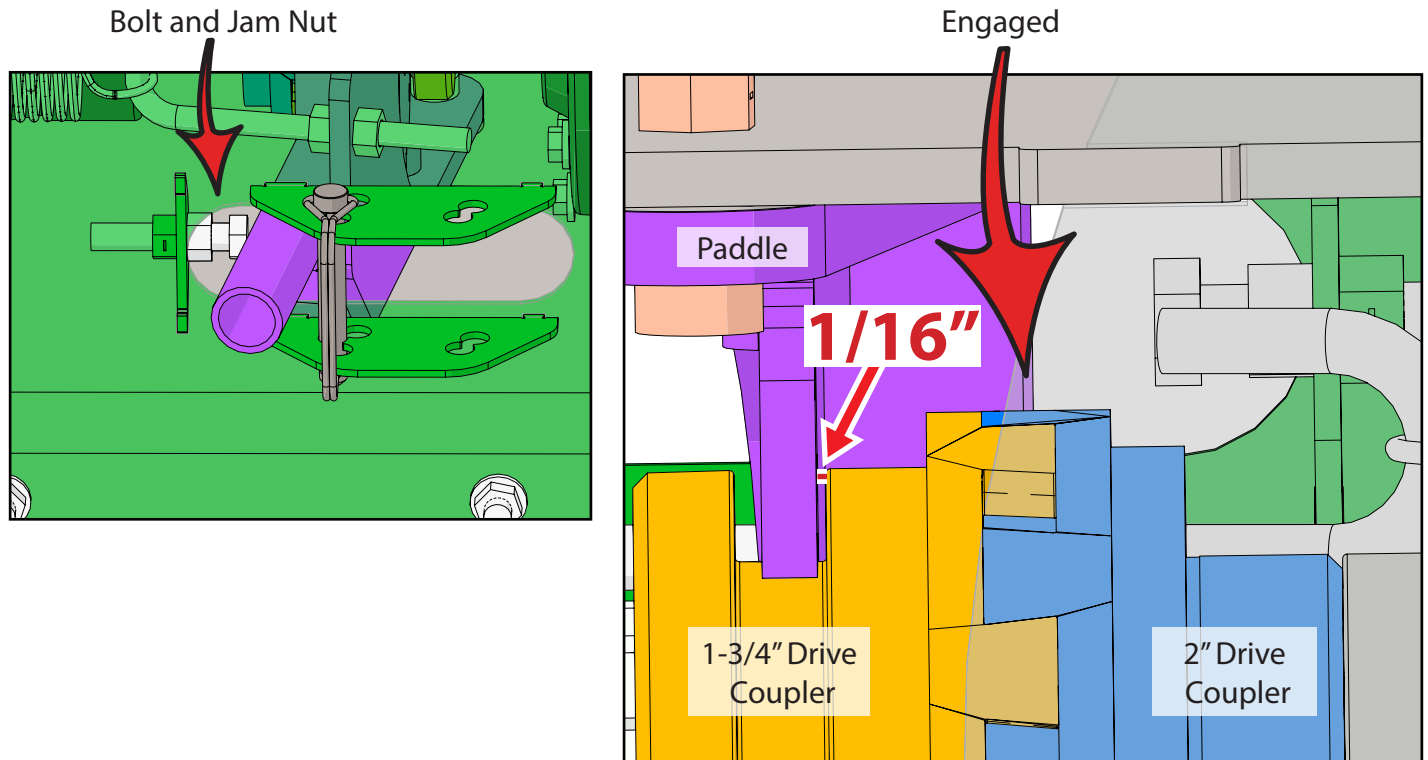 Bolt and Jam Nut
Engaged
Paddle
1/16”
1-3/4” Drive
Coupler
2” Drive
Coupler